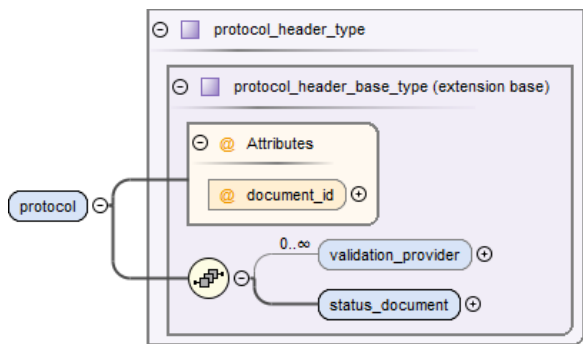 protocol_header_type
protocol_header_base_type (extension base)
@ Attributes
@ document_id
protocol
0..∞
validation_provider
status_document